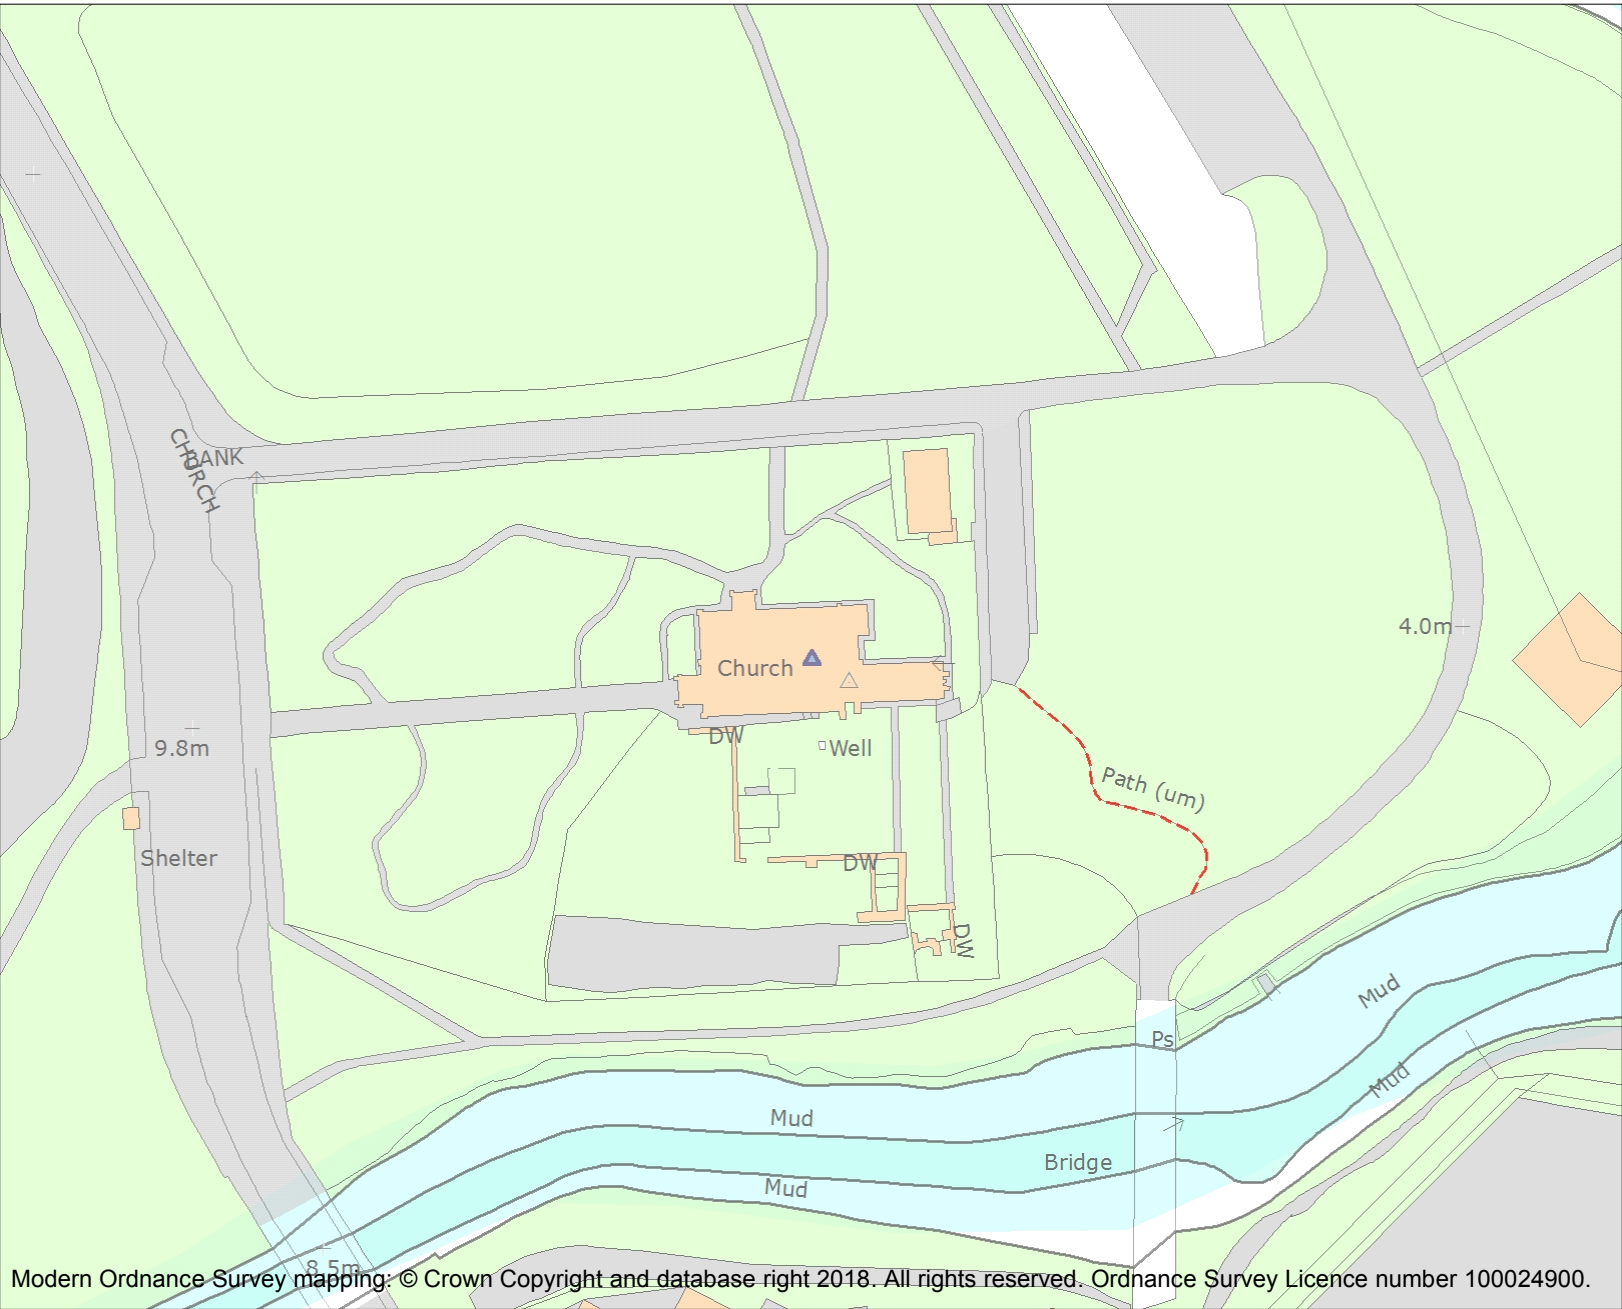 CHURCH
BANK
4.0m
Church
DW
Well
9.8m
Path (um)
Shelter
DW
DW
Mud
Ps
Mud
Mud
Bridge
Mud
8.5m
Modern Ordnance Survey mapping: © Crown Copyright and database right 2018. All rights reserved. Ordnance Survey Licence number 100024900.